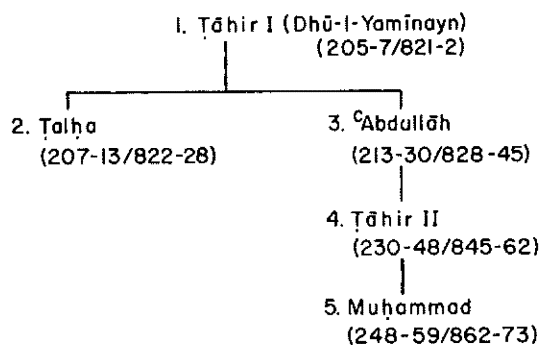 1. Ṭāhir I (Dhū-l-Yamīnayn)
(205-7/821-2)
2. Ṭalḥa
(207-13/822-28)
3. ᶜAbdullāh
(213-30/828-45)
4. Ṭāhir II
(230-48/845-62)
5. Muḥammad
(248-59/862-73)